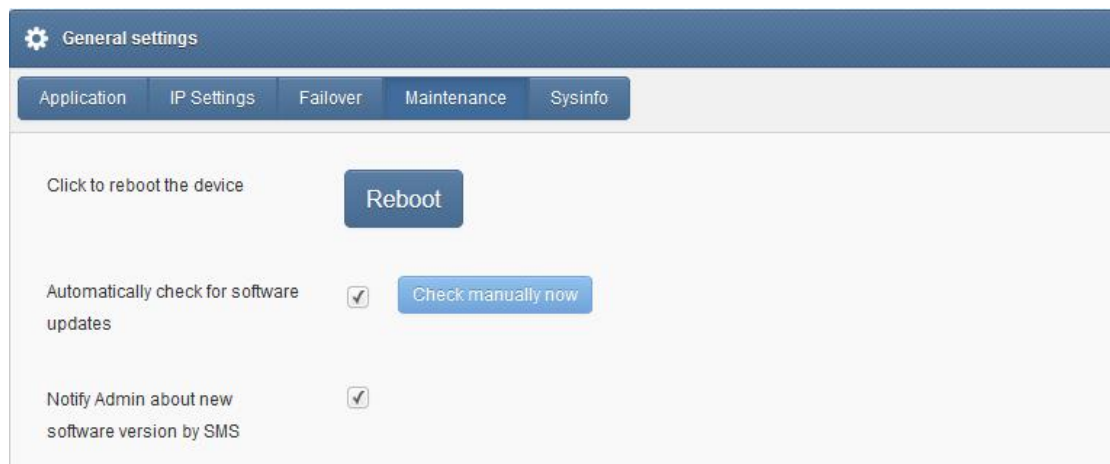 General settings
Application IP Settings Failover Maintenance Sysinfo
Click to reboot the device Reboot
Automatically check for software Check manually now
updates
Notify Admin about new
software version by SMS